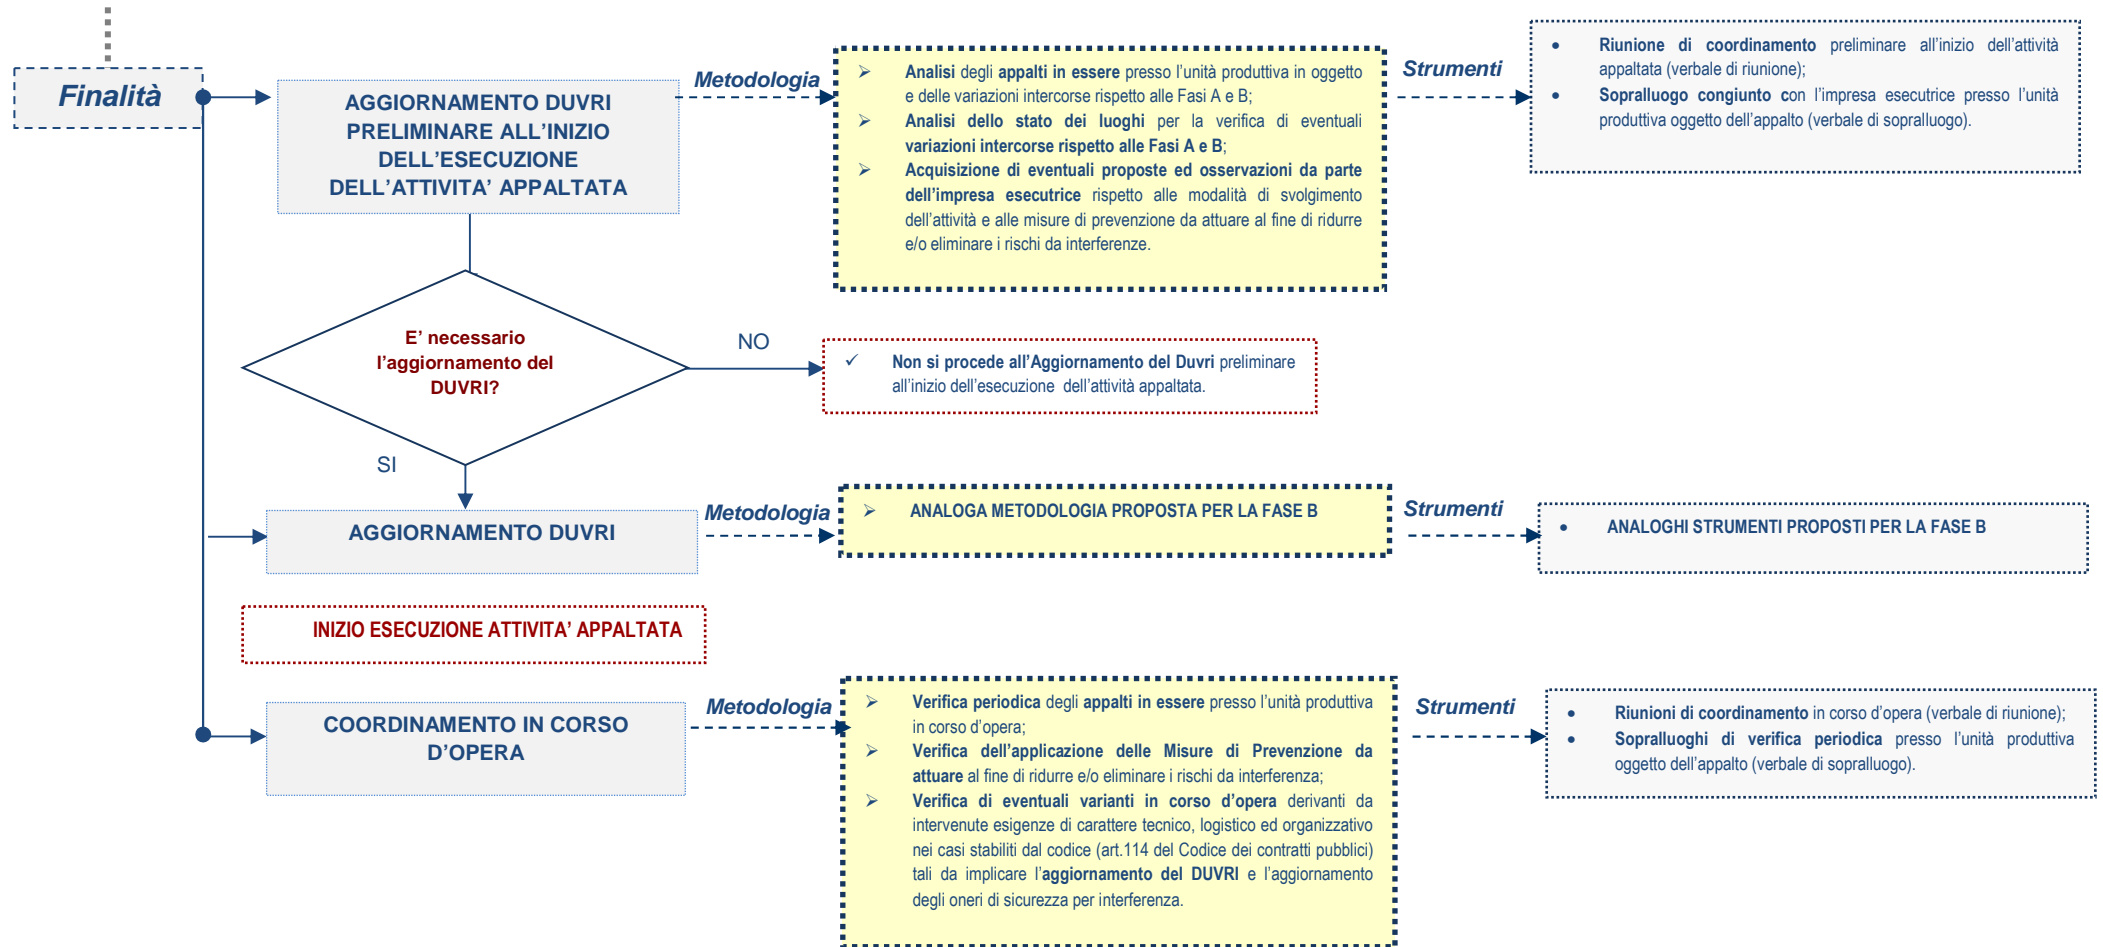 Finalità
AGGIORNAMENTO DUVRI
PRELIMINARE ALL'INIZIO
DELL'ESECUZIONE
DELL'ATTIVITA' APPALTATA
Metodologia
➢ Analisi degli appalti in essere presso l'unità produttiva in oggetto
e delle variazioni intercorse rispetto alle Fasi A e B;
➢ Analisi dello stato dei luoghi per la verifica di eventuali
variazioni intercorse rispetto alle Fasi A e B;
➢ Acquisizione di eventuali proposte ed osservazioni da parte
dell'impresa esecutrice rispetto alle modalità di svolgimento
dell'attività e alle misure di prevenzione da attuare al fine di ridurre
e/o eliminare i rischi da interferenze.
Strumenti
• Riunione di coordinamento preliminare all'inizio dell'attività
appaltata (verbale di riunione);
• Sopralluogo congiunto con l'impresa esecutrice presso l'unità
produttiva oggetto dell'appalto (verbale di sopralluogo).
E' necessario
l'aggiornamento del
DUVRI?
NO
✓ Non si procede all'Aggiornamento del Duvri preliminare
all'inizio dell'esecuzione dell'attività appaltata.
SI
AGGIORNAMENTO DUVRI
Metodologia
➢ ANALOGA METODOLOGIA PROPOSTA PER LA FASE B
Strumenti
• ANALOGHI STRUMENTI PROPOSTI PER LA FASE B
INIZIO ESECUZIONE ATTIVITA' APPALTATA
COORDINAMENTO IN CORSO
D'OPERA
Metodologia
➢ Verifica periodica degli appalti in essere presso l'unità produttiva
in corso d'opera;
➢ Verifica dell'applicazione delle Misure di Prevenzione da
attuare al fine di ridurre e/o eliminare i rischi da interferenza;
➢ Verifica di eventuali varianti in corso d'opera derivanti da
intervenute esigenze di carattere tecnico, logistico ed organizzativo
nei casi stabiliti dal codice (art.114 del Codice dei contratti pubblici)
tali da implicare l'aggiornamento del DUVRI e l'aggiornamento
degli oneri di sicurezza per interferenza.
Strumenti
• Riunioni di coordinamento in corso d'opera (verbale di riunione);
• Sopralluoghi di verifica periodica presso l'unità produttiva
oggetto dell'appalto (verbale di sopralluogo).